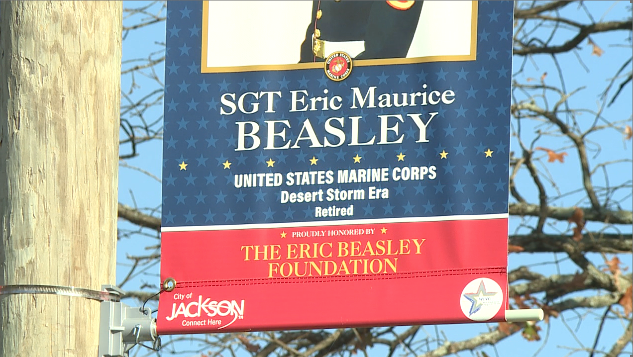 SGT Eric Maurice
BEASLEY
UNITED STATES MARINE CORPS
Desert Storm Era
Retired
PROUDLY HONORED BY
THE ERIC BEASLEY
FOUNDATION
City of
JACKSON
Connect Here